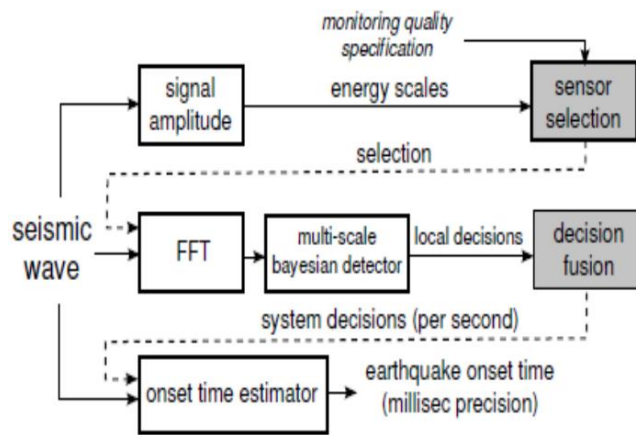 monitoring quality
specification
signal
amplitude
energy scales
sensor
selection
selection
seismic
wave
FFT
multi-scale
bayesian detector
local decisions
decision
fusion
system decisions (per second)
onset time estimator
earthquake onset time
(millisec precision)